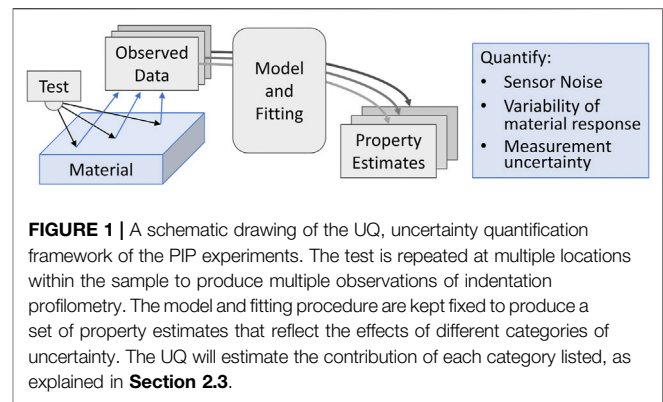 Test
Observed
Data
Material
Model
and
Fitting
Property
Estimates
Quantify:
• Sensor Noise
• Variability of
material response
• Measurement
uncertainty
FIGURE 1 | A schematic drawing of the UQ, uncertainty quantification
framework of the PIP experiments. The test is repeated at multiple locations
within the sample to produce multiple observations of indentation
profilometry. The model and fitting procedure are kept fixed to produce a
set of property estimates that reflect the effects of different categories of
uncertainty. The UQ will estimate the contribution of each category listed, as
explained in Section 2.3.